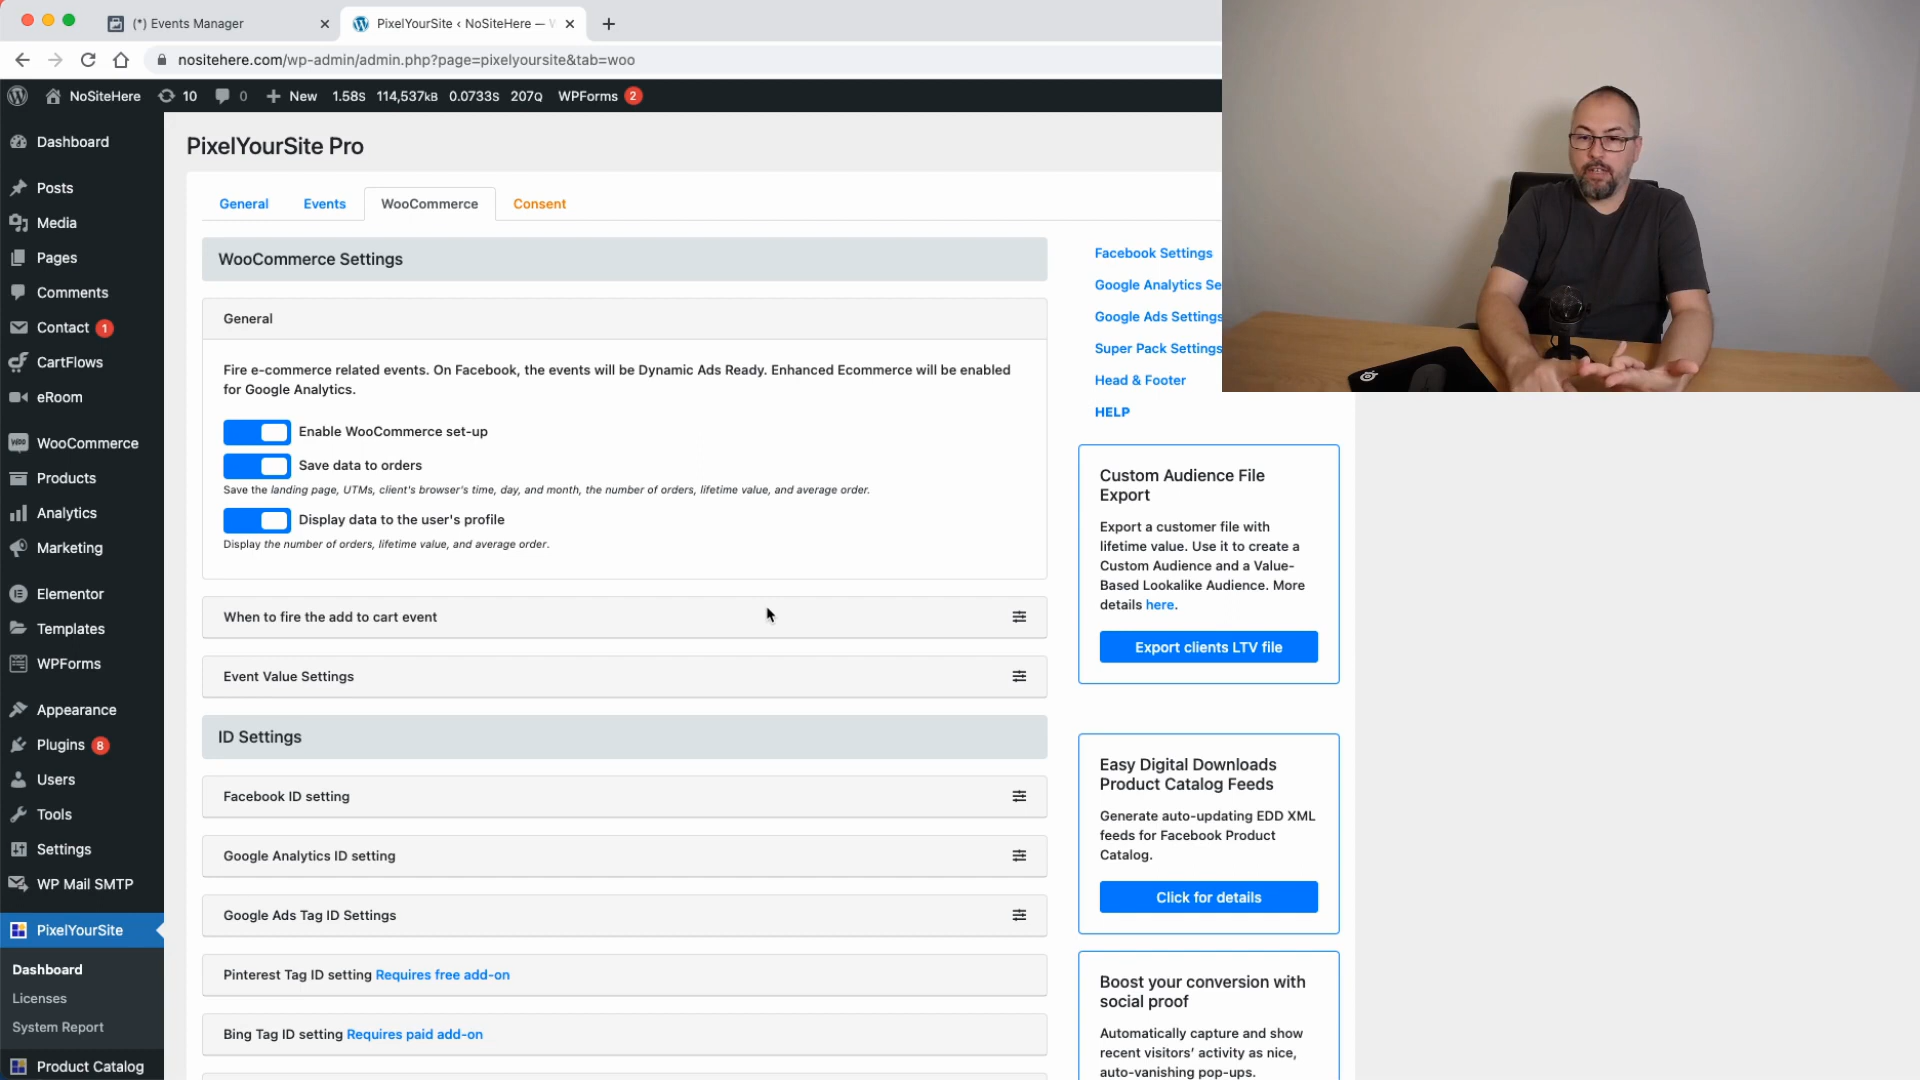 (*) Events Manager
PixelYourSite ‹ NoSiteHere —
nositehere.com/wp-admin/admin.php?page=pixelyoursite&tab=woo
NoSiteHere 10 0 New 1.58S 114,537KB 0.0733S 207Q WPForms 2
Dashboard
Posts
Media
Pages
Comments
Contact 1
CartFlows
eRoom
WooCommerce
Products
Analytics
Marketing
Elementor
Templates
WPForms
Appearance
Plugins 8
Users
Tools
Settings
WP Mail SMTP
PixelYourSite
Dashboard
Licenses
System Report
Product Catalog
PixelYourSite Pro
General Events WooCommerce Consent
WooCommerce Settings
General
Fire e-commerce related events. On Facebook, the events will be Dynamic Ads Ready. Enhanced Ecommerce will be enabled
for Google Analytics.
Enable WooCommerce set-up
Save data to orders
Save the landing page, UTMs, client's browser's time, day, and month, the number of orders, lifetime value, and average order.
Display data to the user's profile
Display the number of orders, lifetime value, and average order.
When to fire the add to cart event
Event Value Settings
ID Settings
Facebook ID setting
Google Analytics ID setting
Google Ads Tag ID Settings
Pinterest Tag ID setting Requires free add-on
Bing Tag ID setting Requires paid add-on
Facebook Settings
Google Analytics Se
Google Ads Settings
Super Pack Settings
Head & Footer
HELP
Custom Audience File
Export
Export a customer file with
lifetime value. Use it to create a
Custom Audience and a Value-
Based Lookalike Audience. More
details here.
Export clients LTV file
Easy Digital Downloads
Product Catalog Feeds
Generate auto-updating EDD XML
feeds for Facebook Product
Catalog.
Click for details
Boost your conversion with
social proof
Automatically capture and show
recent visitors' activity as nice,
auto-vanishing pop-ups.